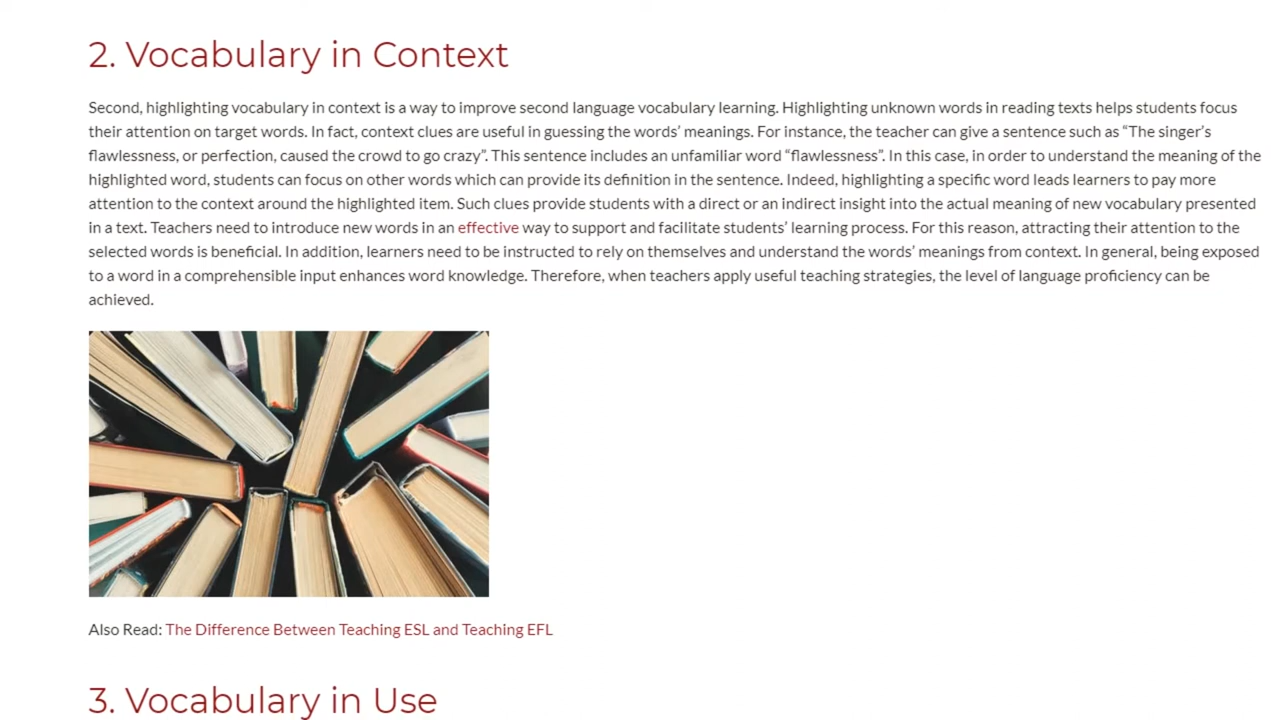 2. Vocabulary in Context
Second, highlighting vocabulary in context is a way to improve second language vocabulary learning. Highlighting unknown words in reading texts helps students focus
their attention on target words. In fact, context clues are useful in guessing the words’ meanings. For instance, the teacher can give a sentence such as “The singer’s
flawlessness, or perfection, caused the crowd to go crazy”. This sentence includes an unfamiliar word “flawlessness”. In this case, in order to understand the meaning of the
highlighted word, students can focus on other words which can provide its definition in the sentence. Indeed, highlighting a specific word leads learners to pay more
attention to the context around the highlighted item. Such clues provide students with a direct or an indirect insight into the actual meaning of new vocabulary presented
in a text. Teachers need to introduce new words in an effective way to support and facilitate students’ learning process. For this reason, attracting their attention to the
selected words is beneficial. In addition, learners need to be instructed to rely on themselves and understand the words’ meanings from context. In general, being exposed
to a word in a comprehensible input enhances word knowledge. Therefore, when teachers apply useful teaching strategies, the level of language proficiency can be
achieved.
Also Read: The Difference Between Teaching ESL and Teaching EFL
3. Vocabulary in Use